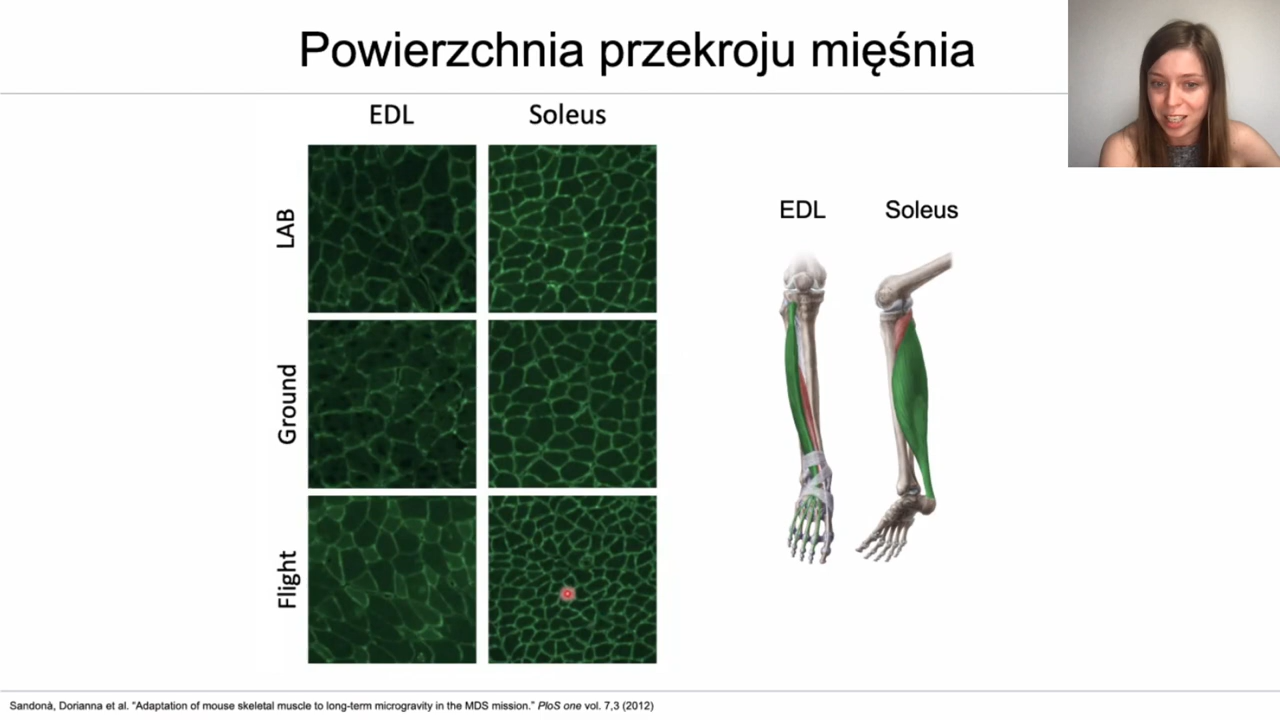 Powierzchnia przekroju mięśnia
EDL Soleus
LAB
Ground
Flight
EDL Soleus
Sandonà, Dorianna et al. “Adaptation of mouse skeletal muscle to long-term microgravity in the MDS mission.” PloS one vol. 7,3 (2012)